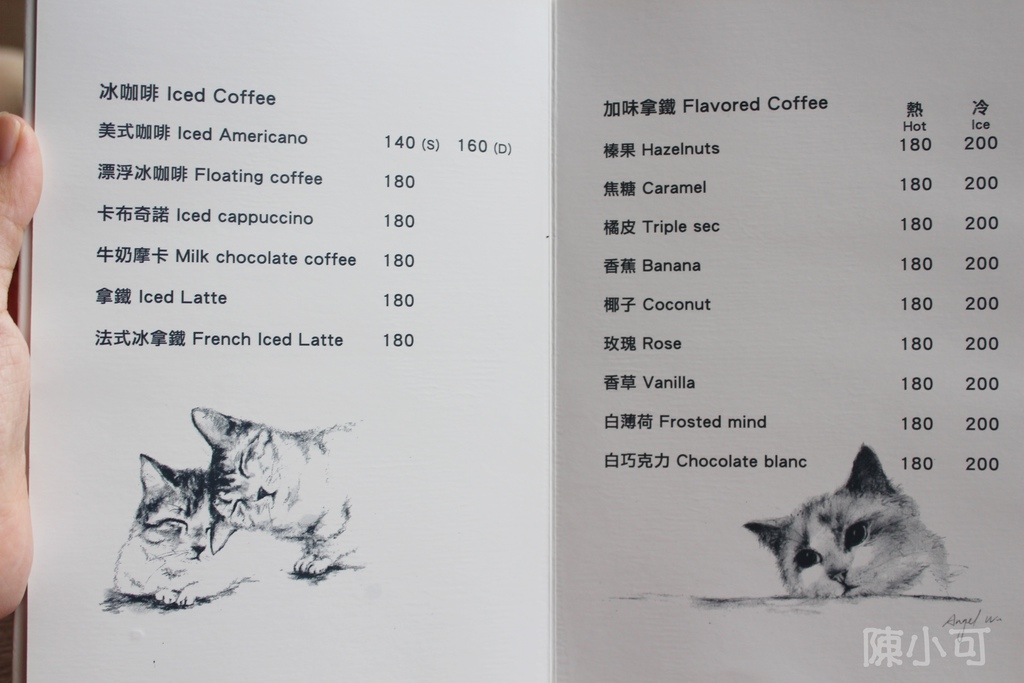 冰咖啡 Iced Coffee
美式咖啡 Iced Americano 140 (S) 160 (D)
漂浮冰咖啡 Floating coffee 180
卡布奇諾 Iced cappuccino 180
牛奶摩卡 Milk chocolate coffee 180
拿鐵 Iced Latte 180
法式冰拿鐵 French Iced Latte 180
加味拿鐵 Flavored Coffee 熱 冷
Hot Ice
榛果 Hazelnuts 180 200
焦糖 Caramel 180 200
橘皮 Triple sec 180 200
香蕉 Banana 180 200
椰子 Coconut 180 200
玫瑰 Rose 180 200
香草 Vanilla 180 200
白薄荷 Frosted mind 180 200
白巧克力 Chocolate blanc 180 200
Angel W.
陳小可